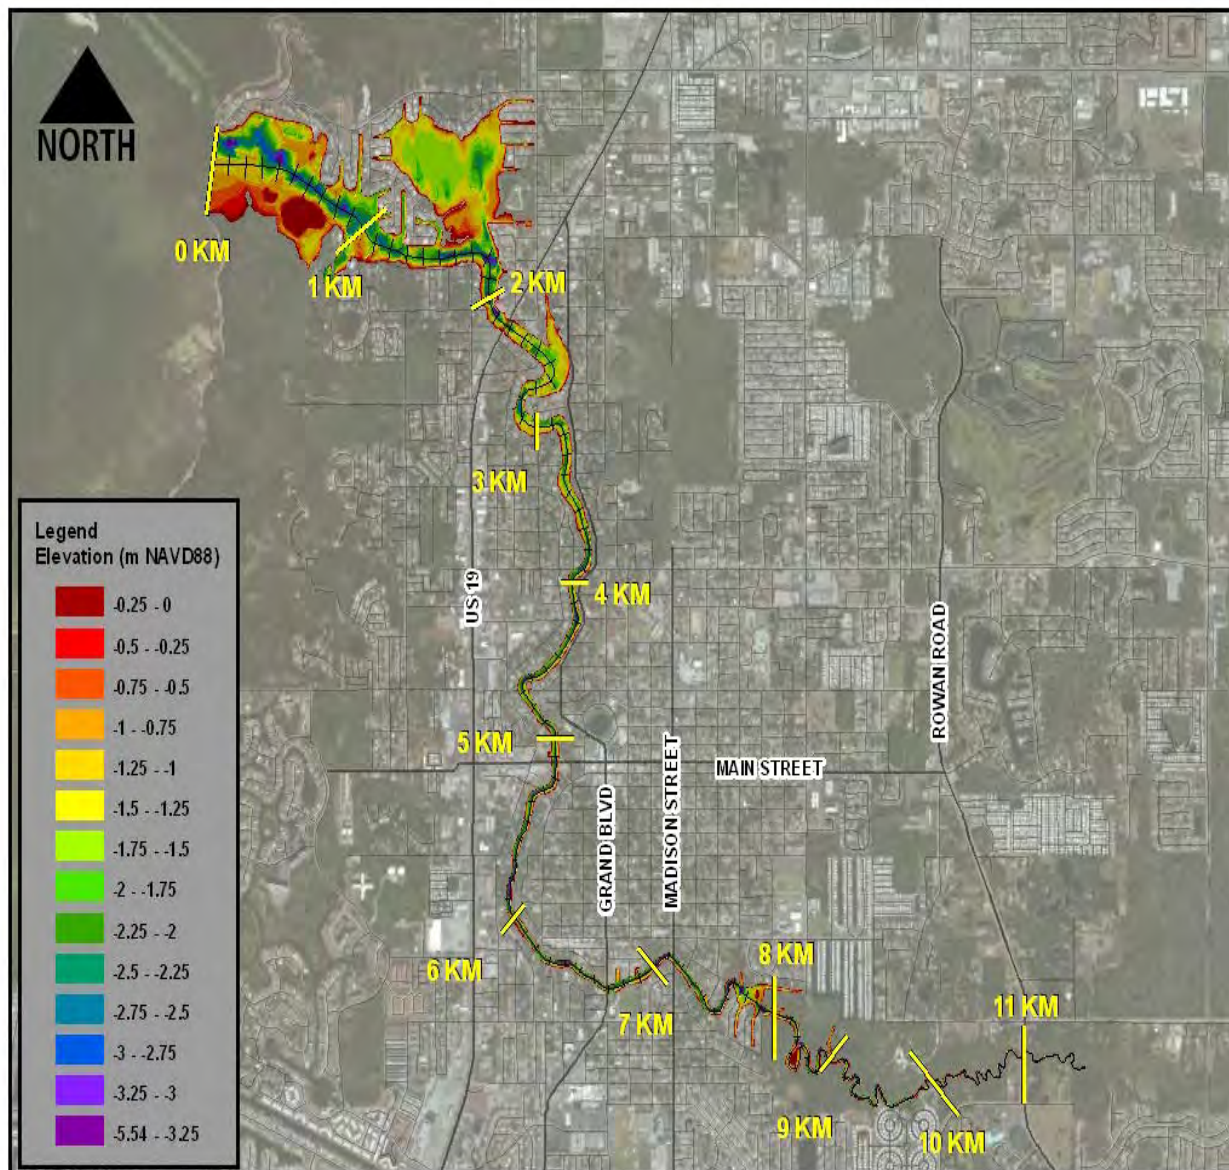 NORTH
0 KM
1 KM
2 KM
3 KM
4 KM
5 KM
6 KM
7 KM
8 KM
9 KM
10 KM
11 KM
US 19
GRAND BLVD
MADISON STREET
MAIN STREET
ROWAN ROAD
Legend
Elevation (m NAVD88)
-0.25 - 0
-0.5 - -0.25
-0.75 - -0.5
-1 - -0.75
-1.25 - -1
-1.5 - -1.25
-1.75 - -1.5
-2 - -1.75
-2.25 - -2
-2.5 - -2.25
-2.75 - -2.5
-3 - -2.75
-3.25 - -3
-5.54 - -3.25